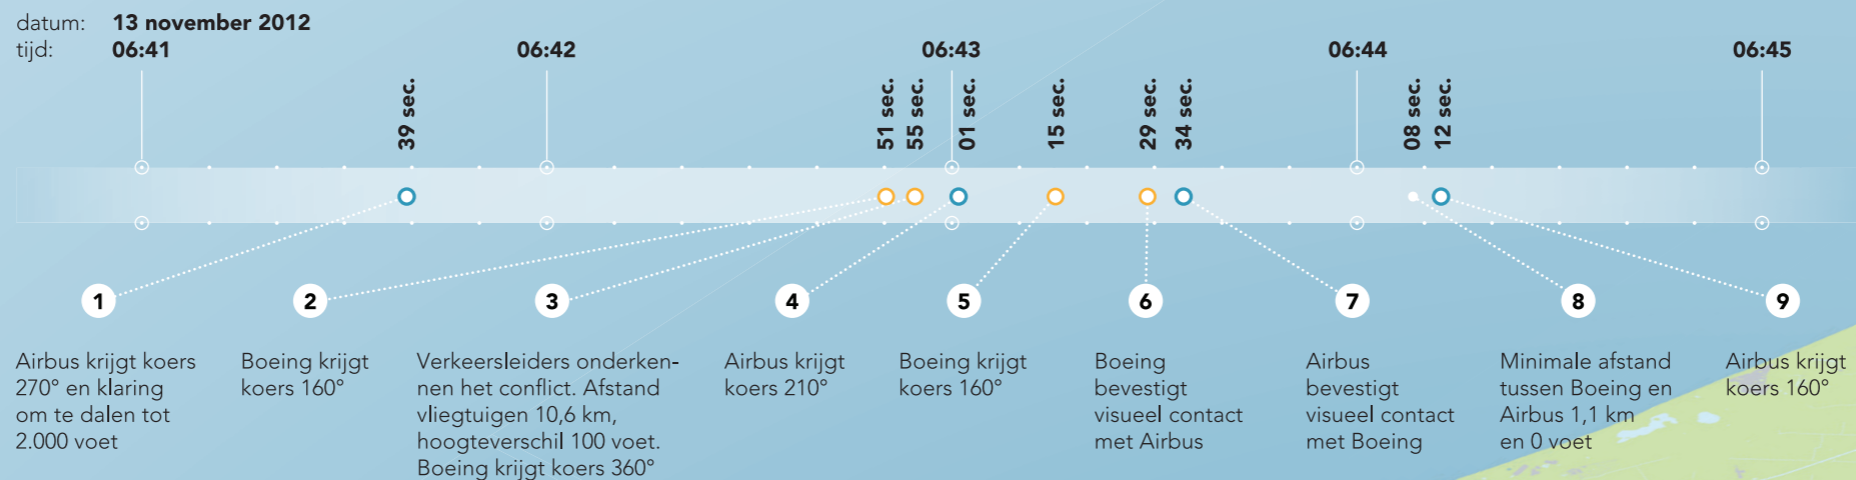 datum: 13 november 2012
tijd: 06:41 06:42 06:43 06:44 06:45
39 sec. 51 sec. 55 sec. 01 sec. 15 sec. 29 sec. 34 sec. 08 sec. 12 sec.
1
Airbus krijgt koers
270° en klaring
om te dalen tot
2.000 voet
2
Boeing krijgt
koers 160°
3
Verkeersleiders onderken-
nen het conflict. Afstand
vliegtuigen 10,6 km,
hoogteverschil 100 voet.
Boeing krijgt koers 360°
4
Airbus krijgt
koers 210°
5
Boeing krijgt
koers 160°
6
Boeing
bevestigt
visueel contact
met Airbus
7
Airbus
bevestigt
visueel contact
met Boeing
8
Minimale afstand
tussen Boeing en
Airbus 1,1 km
en 0 voet
9
Airbus krijgt
koers 160°